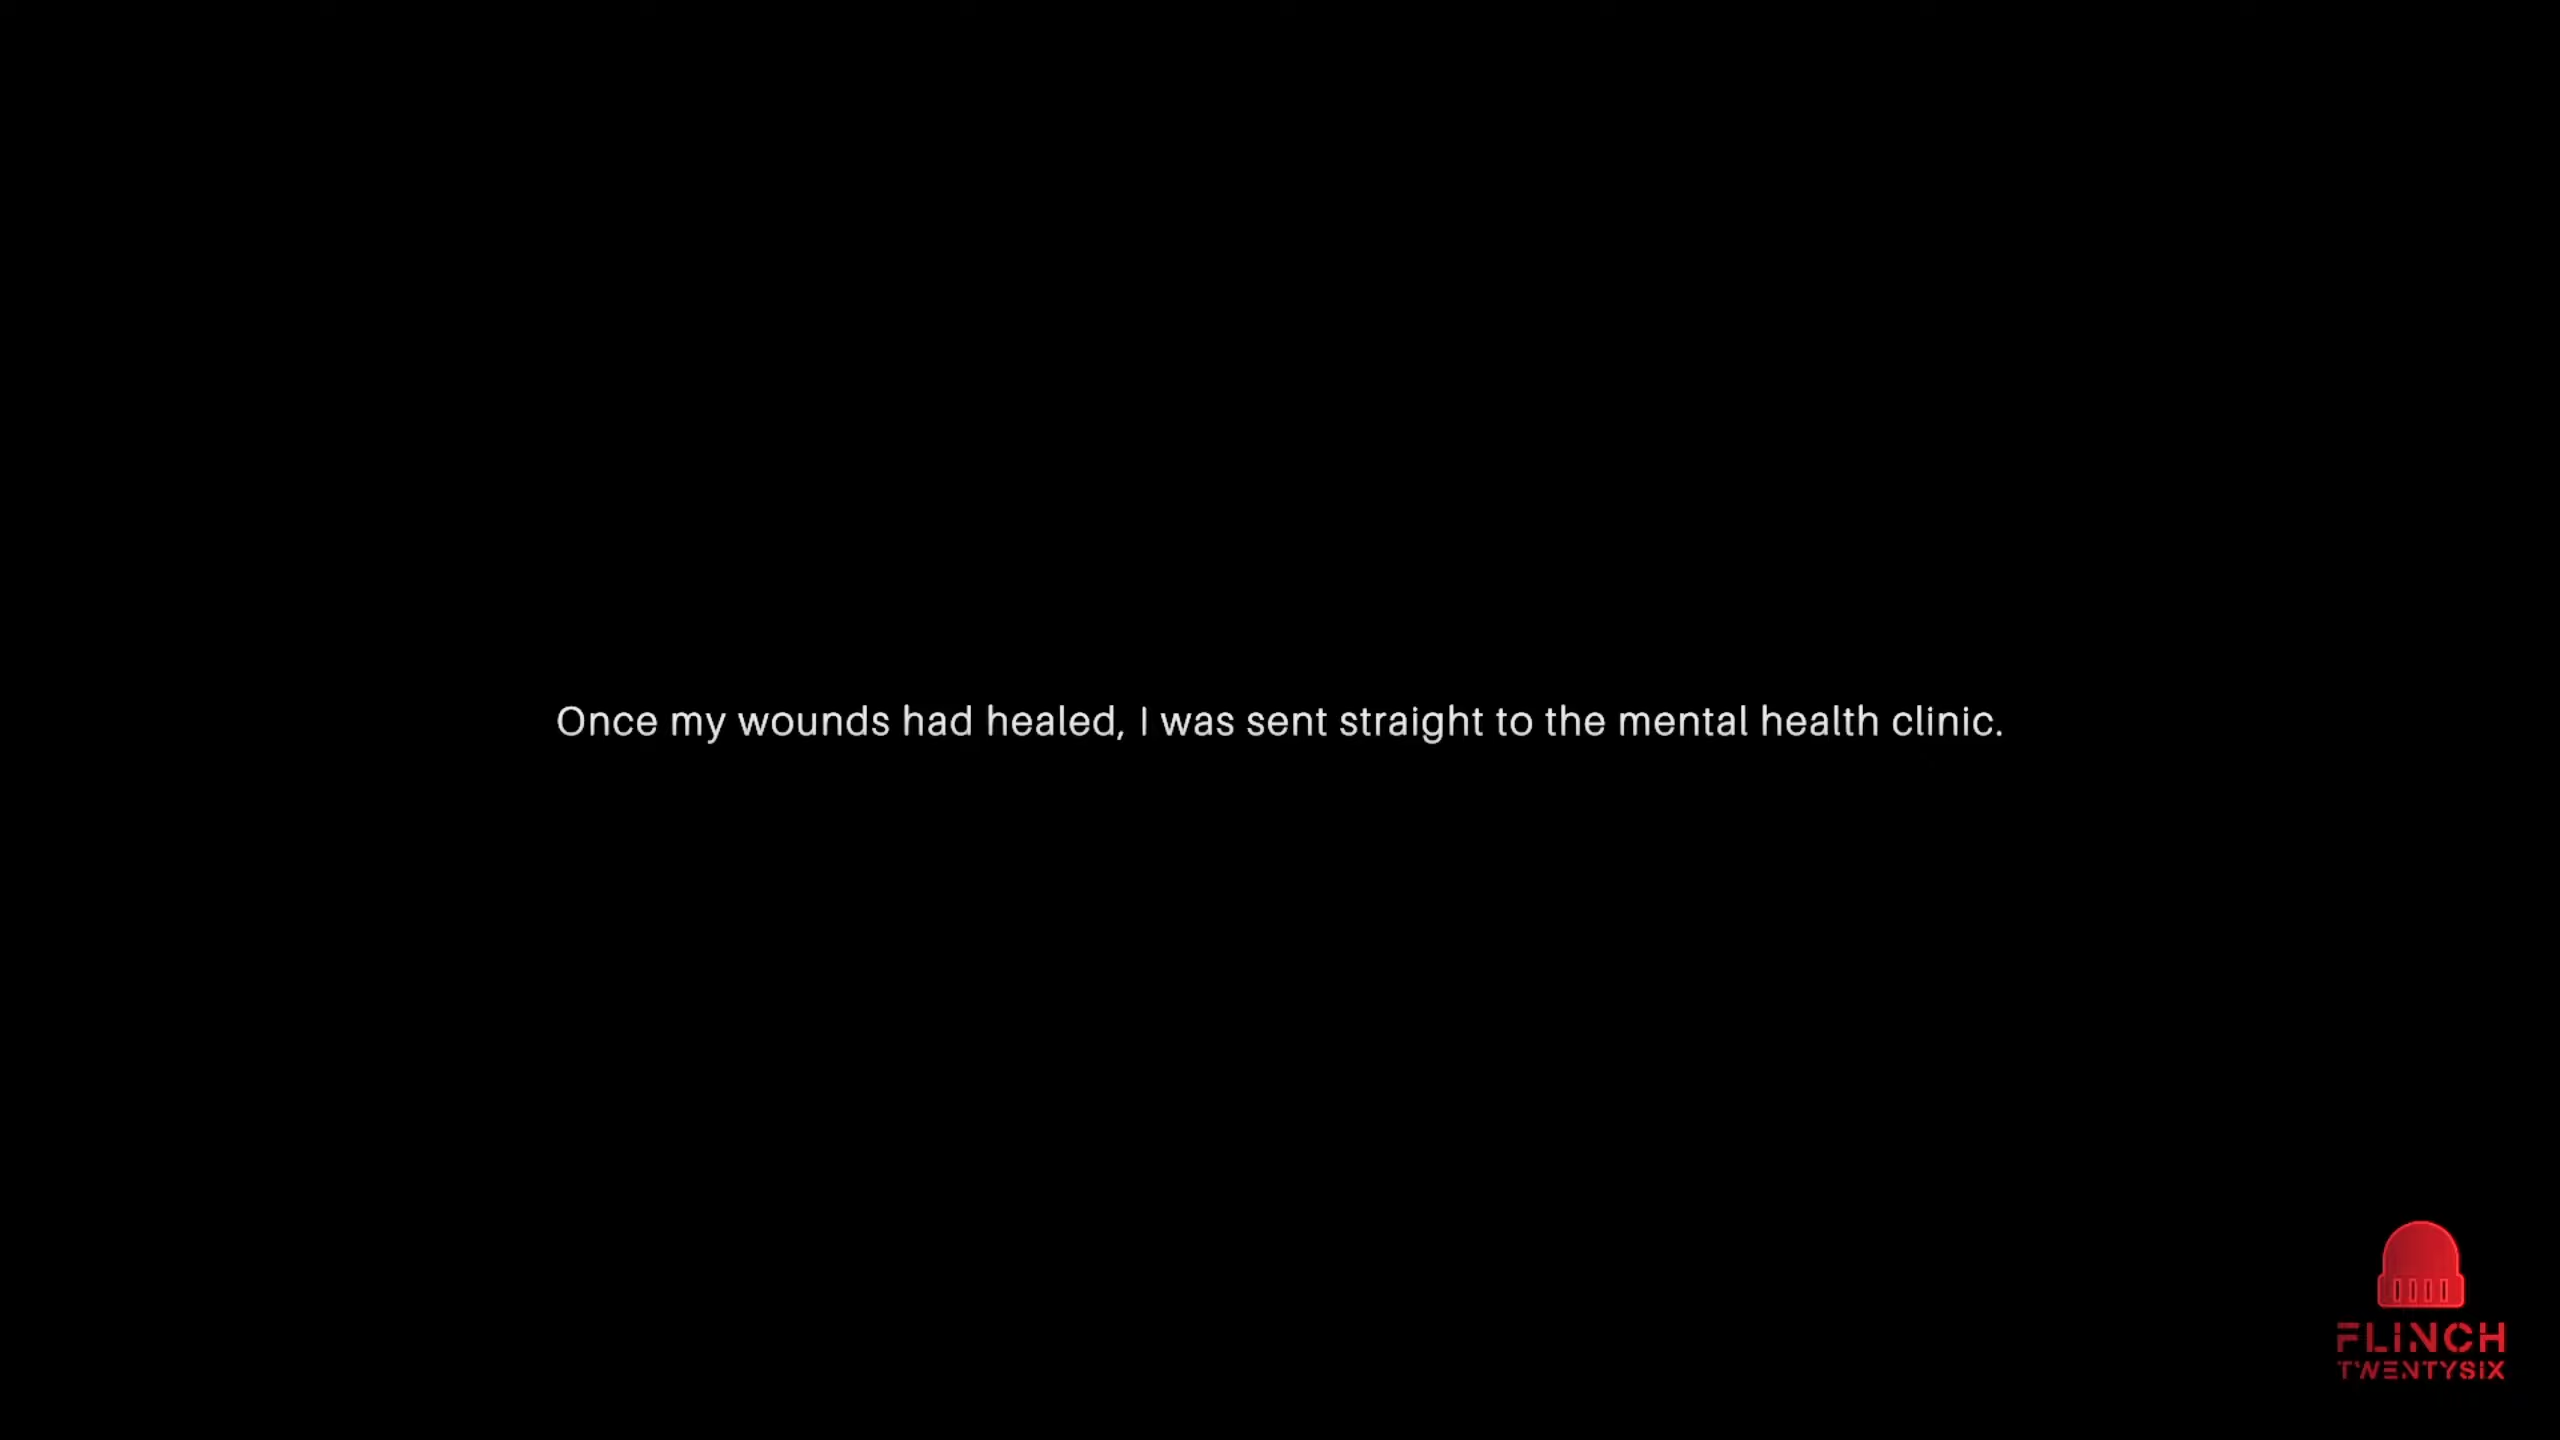 Once my wounds had healed, I was sent straight to the mental health clinic.
FLINCH
TWENTYSIX